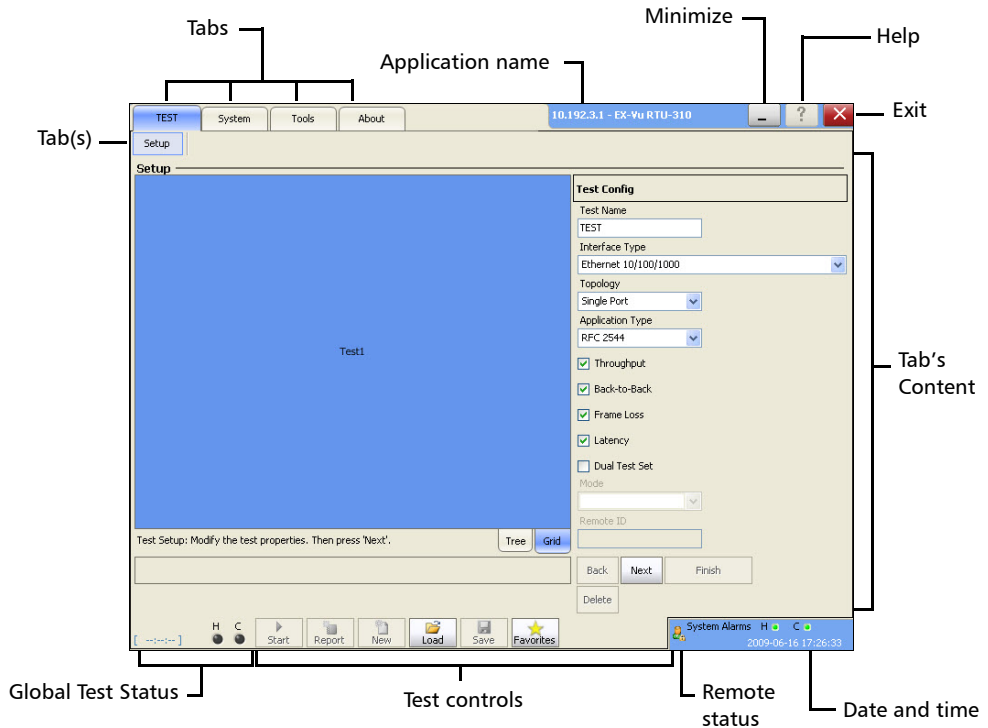 Minimize
Tabs
Help
Application name
TEST System Tools About 10.192.3.1 - EX-Vu RTU-310 _ ? X
Exit
Tab(s)
Setup
Setup
Test Config
Test Name
TEST
Interface Type
Ethernet 10/100/1000
Topology
Single Port
Application Type
RFC 2544
Test1
Throughput
Tab's
Content
Back-to-Back
Frame Loss
Latency
Dual Test Set
Mode
Remote ID
Test Setup: Modify the test properties. Then press 'Next'. Tree Grid
Back Next Finish
Delete
[ --:--:-- ] H C Start Report New Load Save Favorites
System Alarms H C
2009-06-16 17:26:33
Global Test Status
Test controls
Remote
status
Date and time